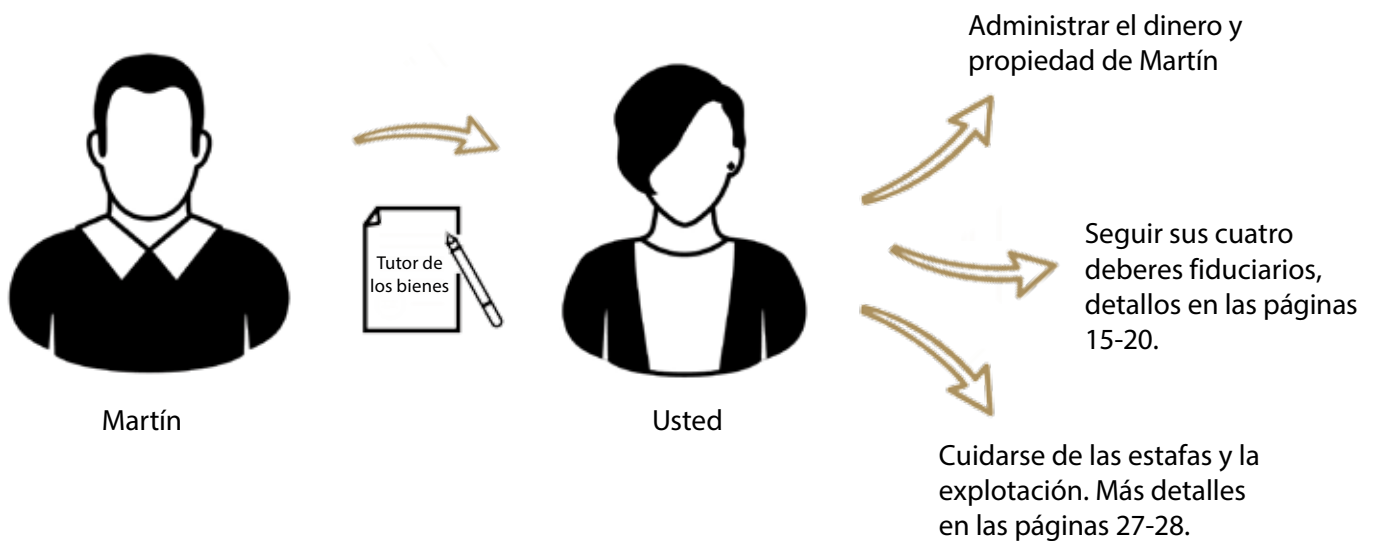 Administrar el dinero y
propiedad de Martín
Tutor de
los bienes
Seguir sus cuatro
deberes fiduciarios,
detallos en las páginas
15-20.
Martín
Usted
Cuidarse de las estafas y la
explotación. Más detalles
en las páginas 27-28.